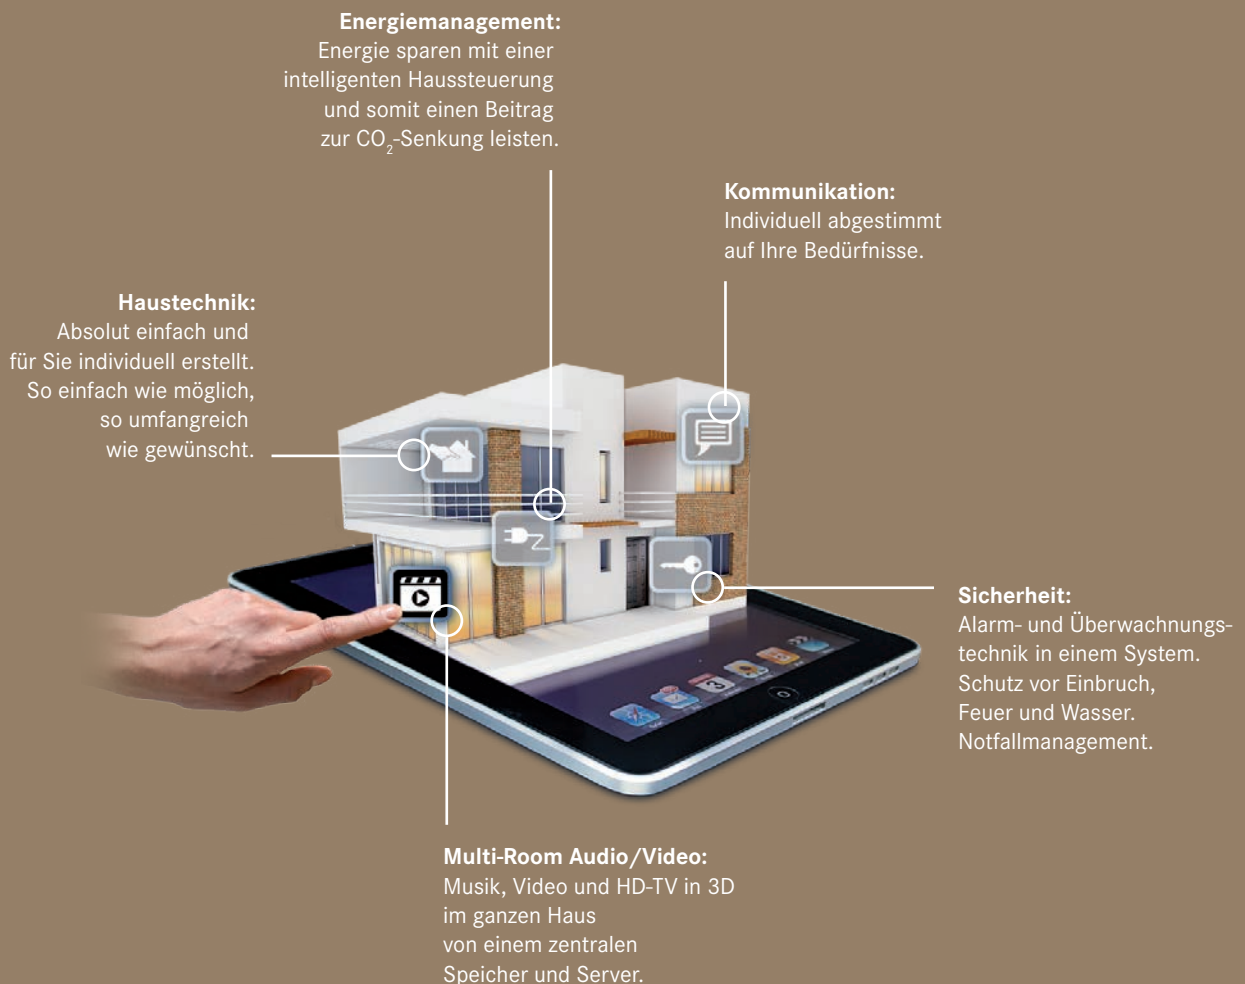 Energiemanagement:
Energie sparen mit einer
intelligenten Haussteuerung
und somit einen Beitrag
zur CO₂-Senkung leisten.
Kommunikation:
Individuell abgestimmt
auf Ihre Bedürfnisse.
Haustechnik:
Absolut einfach und
für Sie individuell erstellt.
So einfach wie möglich,
so umfangreich
wie gewünscht.
Sicherheit:
Alarm- und Überwachnungs-
technik in einem System.
Schutz vor Einbruch,
Feuer und Wasser.
Notfallmanagement.
3
Multi-Room Audio/Video:
Musik, Video und HD-TV in 3D
im ganzen Haus
von einem zentralen
Speicher und Server.